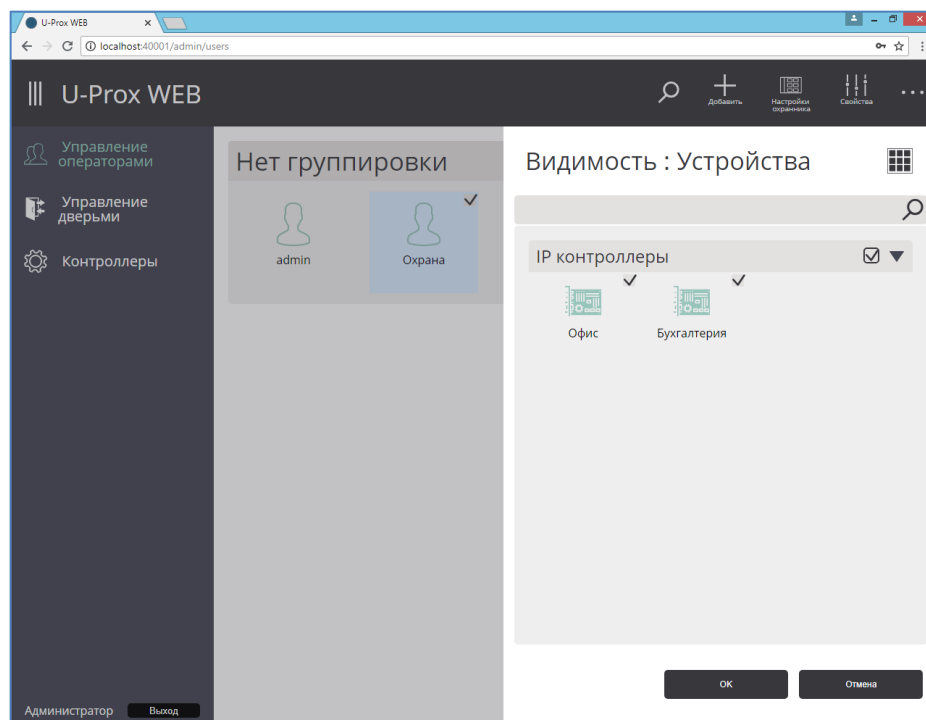 U-Prox WEB
localhost:40001/admin/users
U-Prox WEB
Добавить
Настройки
охранника
Свойства
Управление
операторами
Управление
дверьми
Контроллеры
Нет группировки
admin
Охрана
Видимость : Устройства
IP контроллеры
Офис
Бухгалтерия
OK
Отмена
Администратор
Выход